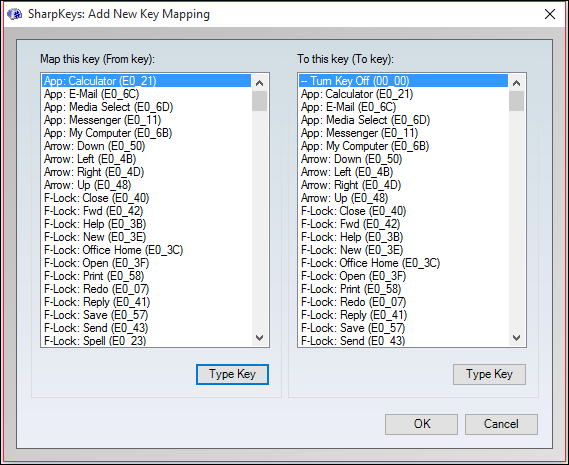 SharpKeys: Add New Key Mapping
Map this key (From key):
App: Calculator (E0_21)
App: E-Mail (E0_6C)
App: Media Select (E0_6D)
App: Messenger (E0_11)
App: My Computer (E0_6B)
Arrow: Down (E0_50)
Arrow: Left (E0_4B)
Arrow: Right (E0_4D)
Arrow: Up (E0_48)
F-Lock: Close (E0_40)
F-Lock: Fwd (E0_42)
F-Lock: Help (E0_3B)
F-Lock: New (E0_3E)
F-Lock: Office Home (E0_3C)
F-Lock: Open (E0_3F)
F-Lock: Print (E0_58)
F-Lock: Redo (E0_07)
F-Lock: Reply (E0_41)
F-Lock: Save (E0_57)
F-Lock: Send (E0_43)
F-Lock: Spell (E0_23)
Type Key
To this key (To key):
-- Turn Key Off (00_00)
App: Calculator (E0_21)
App: E-Mail (E0_6C)
App: Media Select (E0_6D)
App: Messenger (E0_11)
App: My Computer (E0_6B)
Arrow: Down (E0_50)
Arrow: Left (E0_4B)
Arrow: Right (E0_4D)
Arrow: Up (E0_48)
F-Lock: Close (E0_40)
F-Lock: Fwd (E0_42)
F-Lock: Help (E0_3B)
F-Lock: New (E0_3E)
F-Lock: Office Home (E0_3C)
F-Lock: Open (E0_3F)
F-Lock: Print (E0_58)
F-Lock: Redo (E0_07)
F-Lock: Reply (E0_41)
F-Lock: Save (E0_57)
F-Lock: Send (E0_43)
Type Key
OK
Cancel